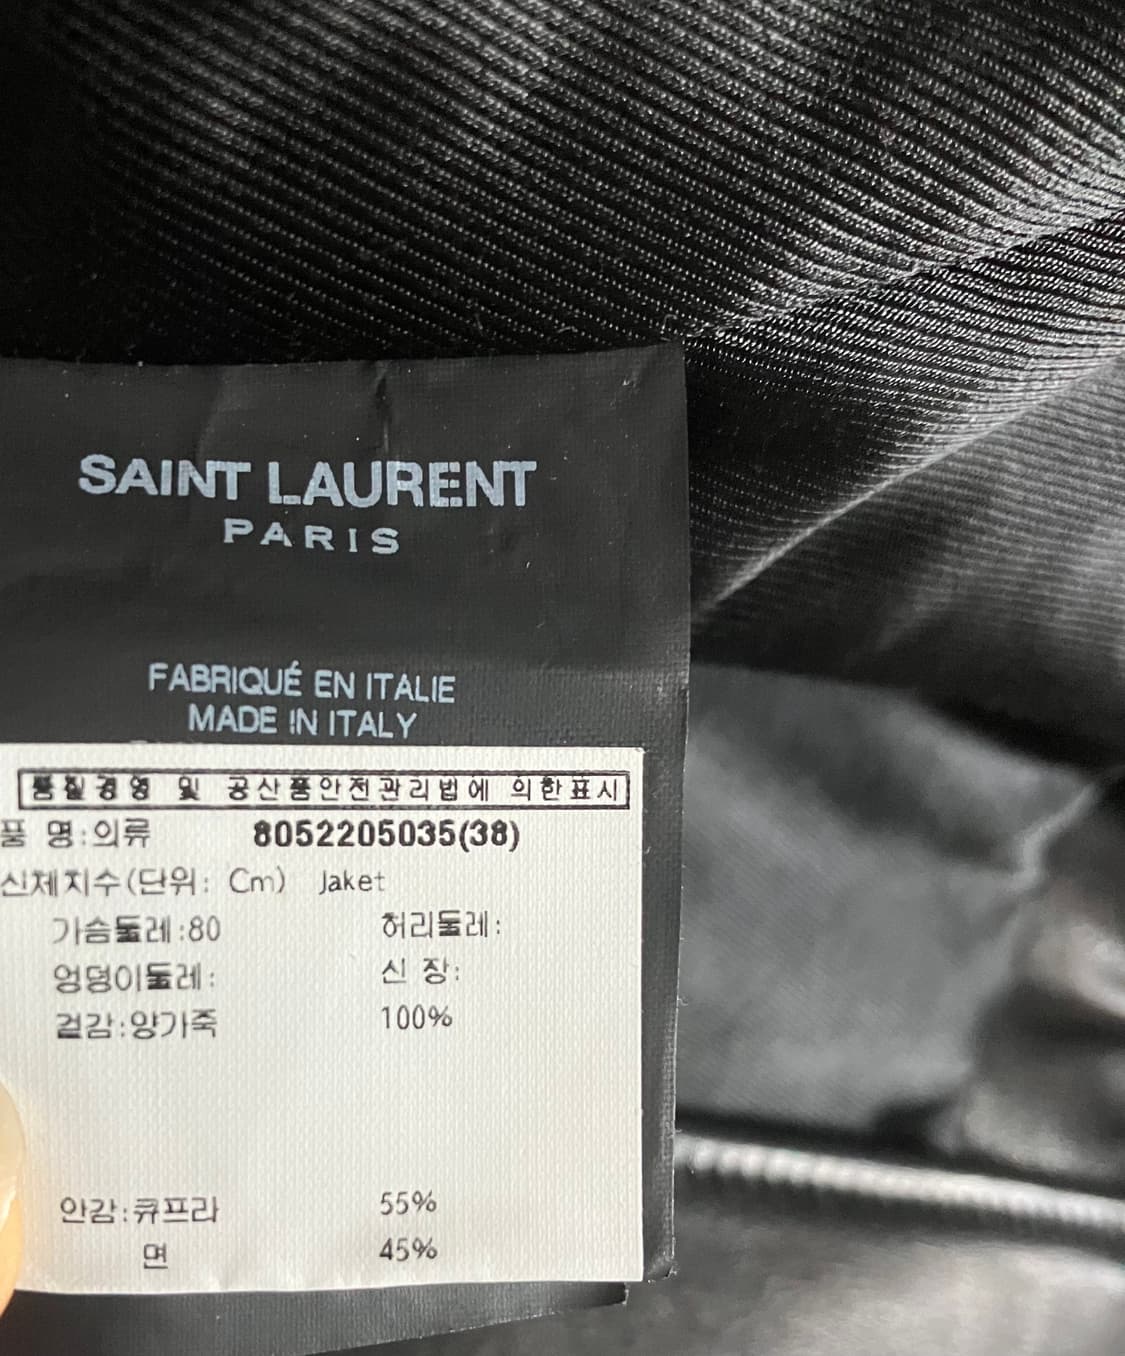 SAINT LAURENT
PARIS
FABRIQUÉ EN ITALIE
MADE IN ITALY
품질경영 및 공산품안전관리법에 의한표시
품 명:의류 8052205035(38)
신체치수(단위: Cm) Jaket
가슴둘레:80 허리둘레:
엉덩이둘레: 신 장:
겉감:양가죽 100%
안감:큐프라 55%
면 45%